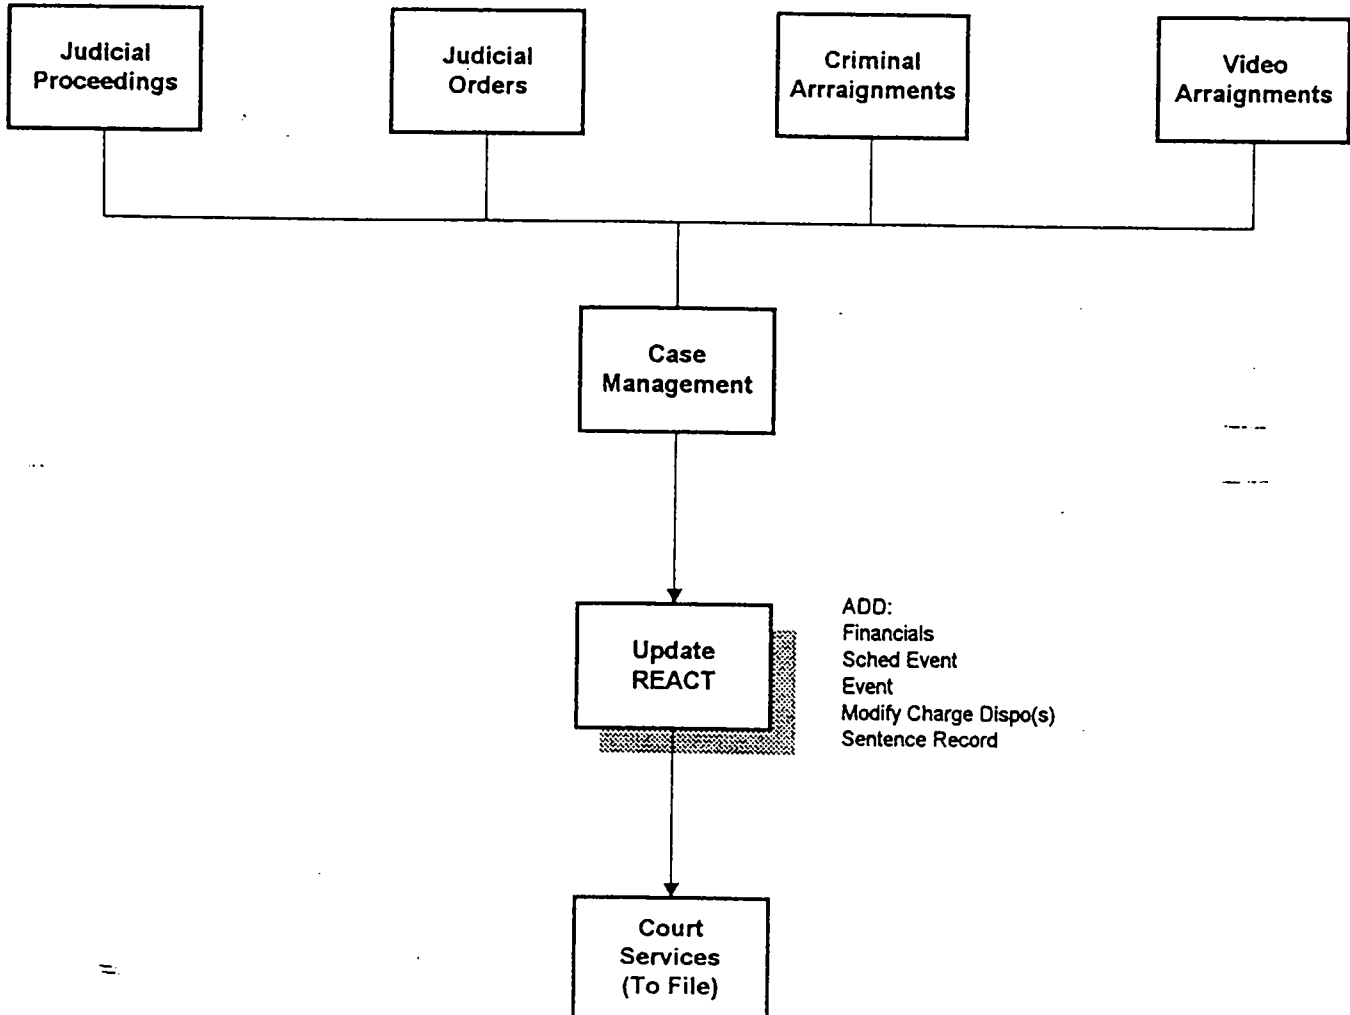 Judicial
Proceedings
Judicial
Orders
Criminal
Arrraignments
Video
Arraignments
Case
Management
Update
REACT
ADD:
Financials
Sched Event
Event
Modify Charge Dispo(s)
Sentence Record
Court
Services
(To File)